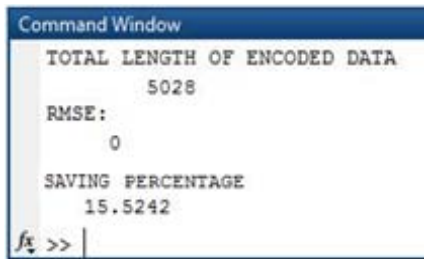 Command Window
TOTAL LENGTH OF ENCODED DATA
5028
RMSE:
0
SAVING PERCENTAGE
15.5242
fx >>